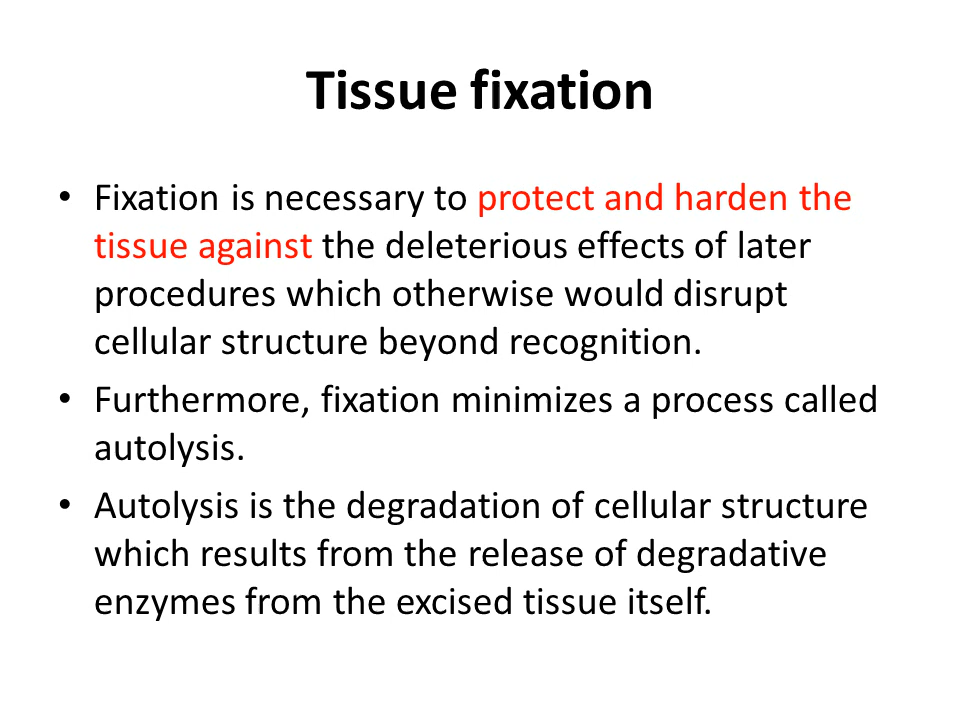 Tissue fixation
• Fixation is necessary to protect and harden the
tissue against the deleterious effects of later
procedures which otherwise would disrupt
cellular structure beyond recognition.
• Furthermore, fixation minimizes a process called
autolysis.
• Autolysis is the degradation of cellular structure
which results from the release of degradative
enzymes from the excised tissue itself.